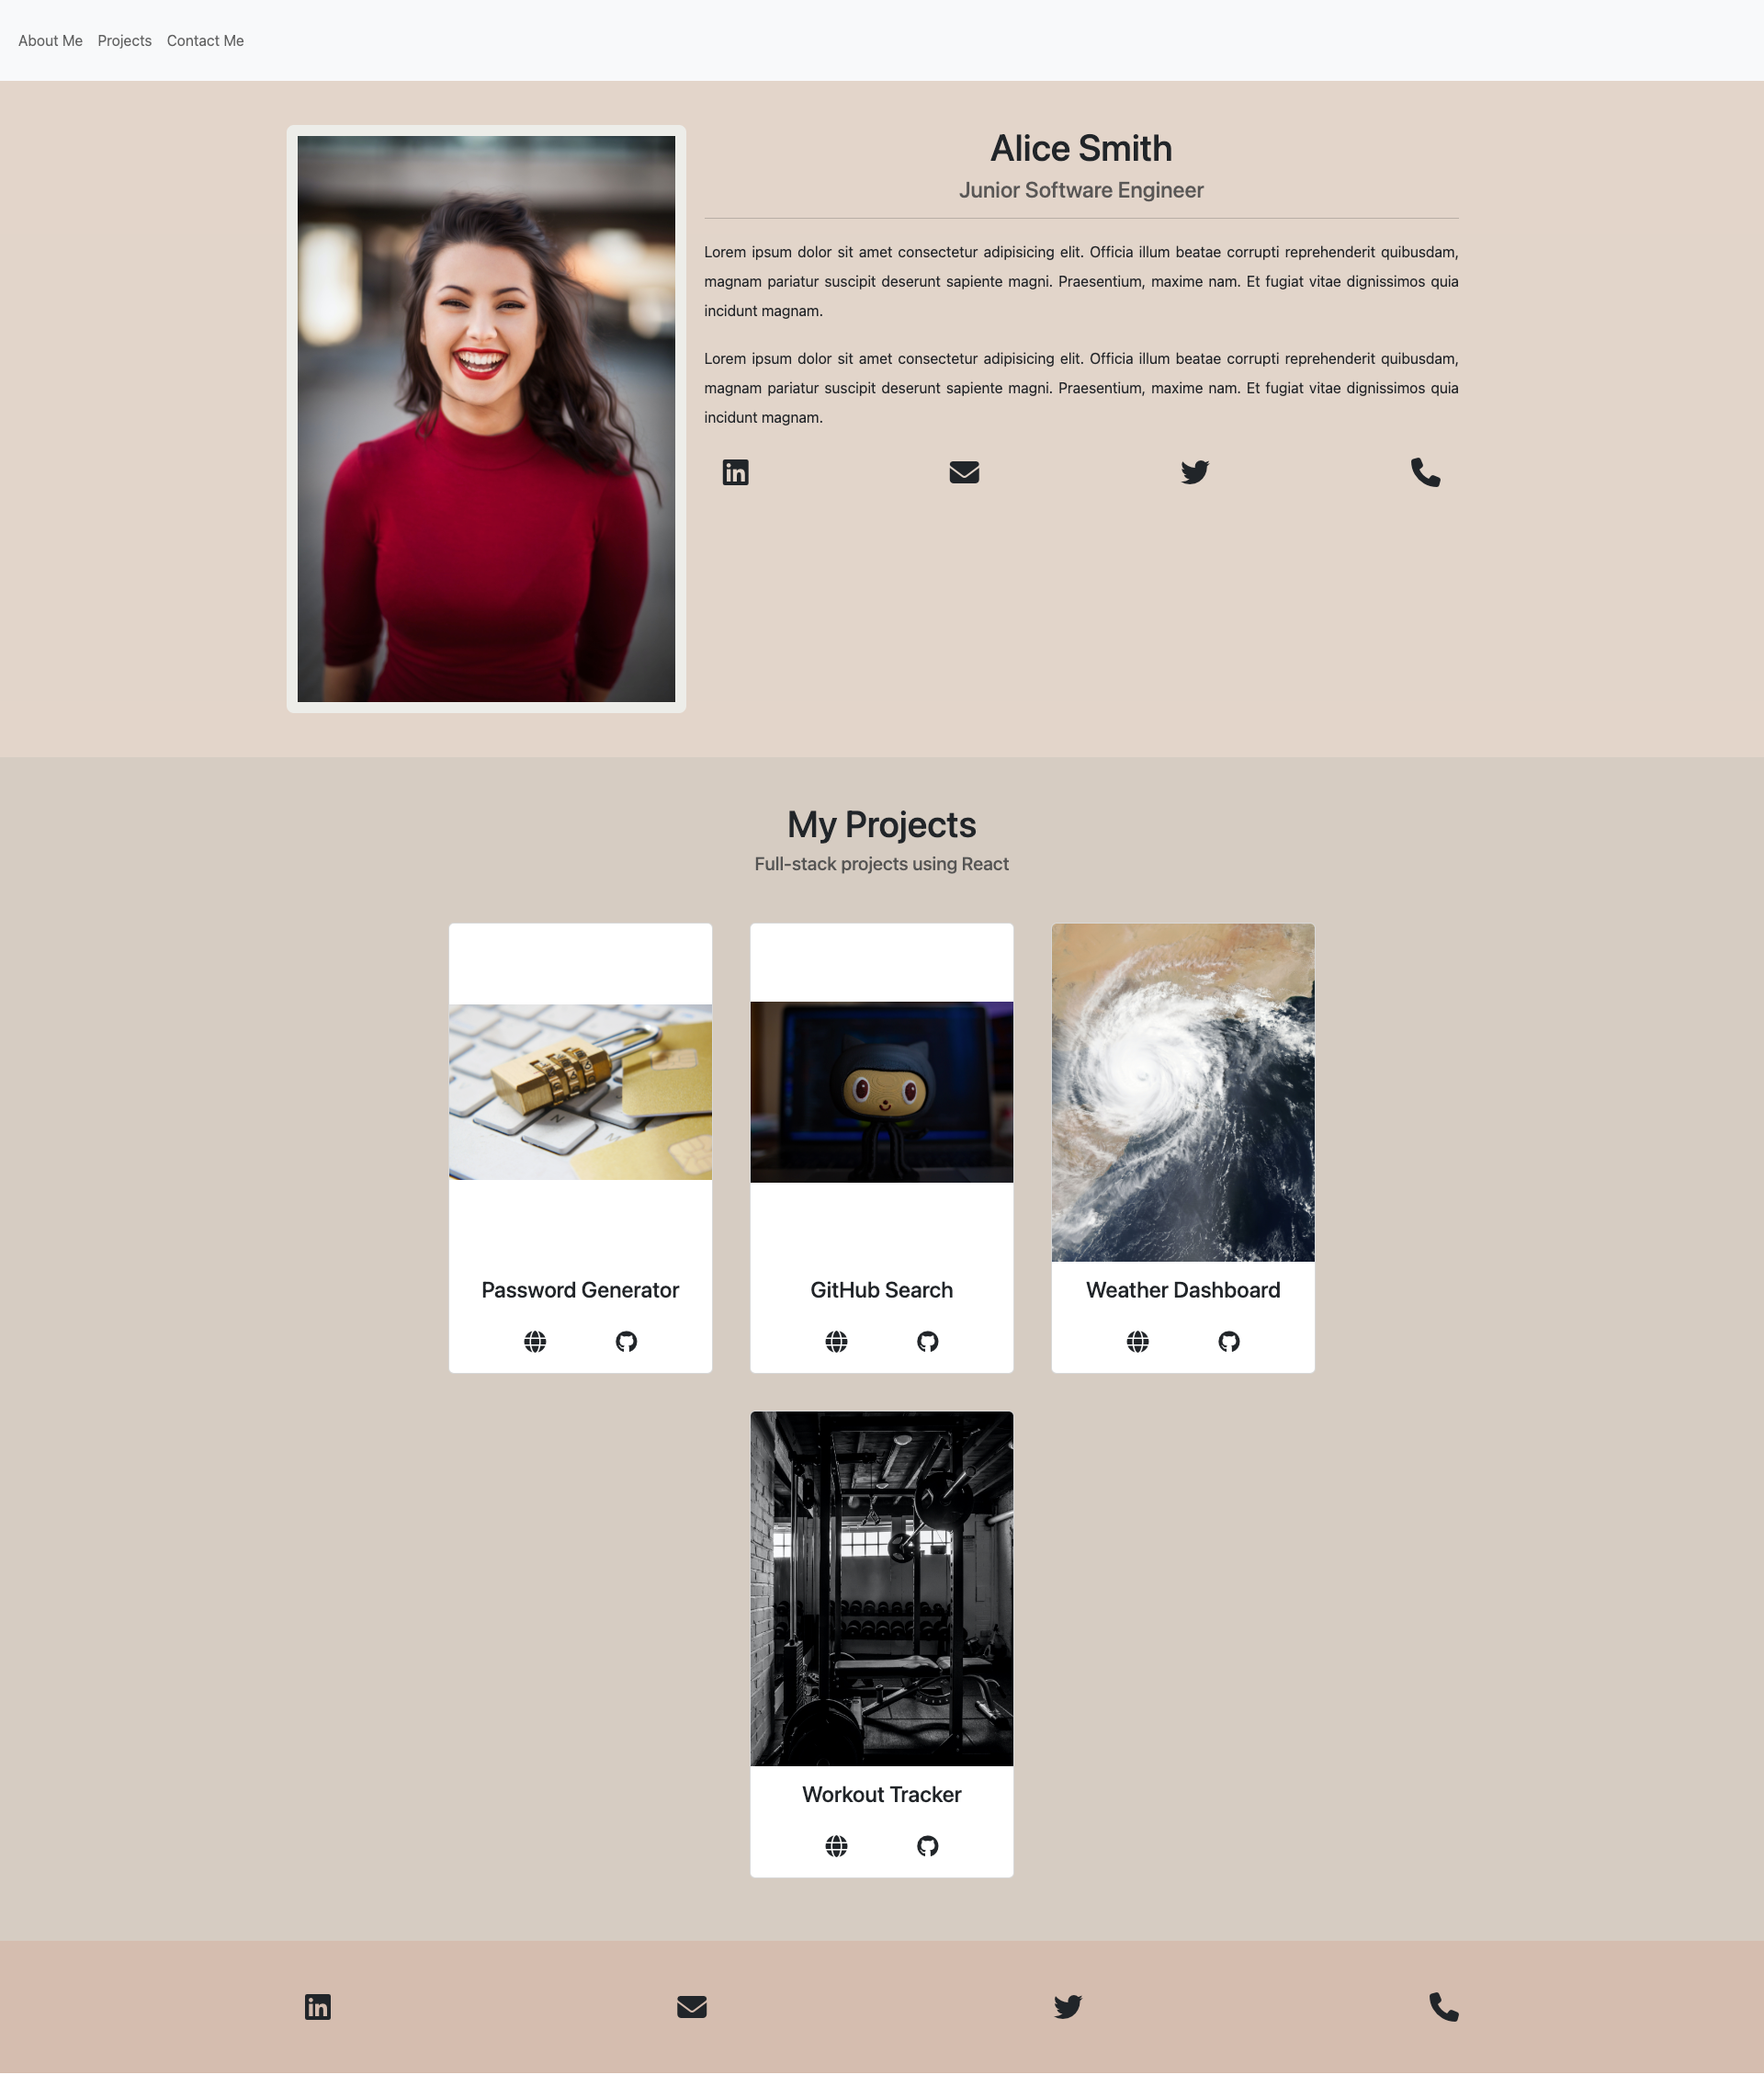 About Me Projects Contact Me
Alice Smith
Junior Software Engineer
Lorem ipsum dolor sit amet consectetur adipisicing elit. Officia illum beatae corrupti reprehenderit quibusdam,
magnam pariatur suscipit deserunt sapiente magni. Praesentium, maxime nam. Et fugiat vitae dignissimos quia
incidunt magnam.
Lorem ipsum dolor sit amet consectetur adipisicing elit. Officia illum beatae corrupti reprehenderit quibusdam,
magnam pariatur suscipit deserunt sapiente magni. Praesentium, maxime nam. Et fugiat vitae dignissimos quia
incidunt magnam.
in
My Projects
Full-stack projects using React
N
M
Password Generator
GitHub Search
Weather Dashboard
Workout Tracker
in